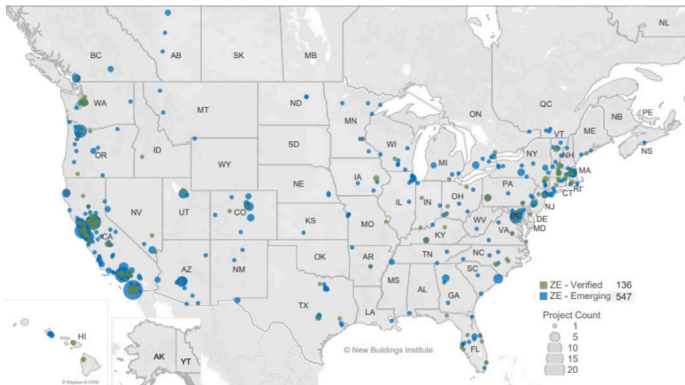 NL
BC
AB
SK
MB
ON
QC
NB
PE
NS
WA
MT
ND
MN
VT
ME
NH
OR
ID
WY
SD
WI
MI
NY
MA
CT
RI
NV
UT
CO
NE
IA
IL
IN
OH
PA
NJ
CA
KS
MO
KY
WV
VA
DE
MD
AZ
NM
OK
AR
TN
NC
SC
TX
LA
MS
AL
GA
FL
HI
AK
YT
ZE - Verified 136
ZE - Emerging 547
Project Count
1
5
10
15
20
© New Buildings Institute